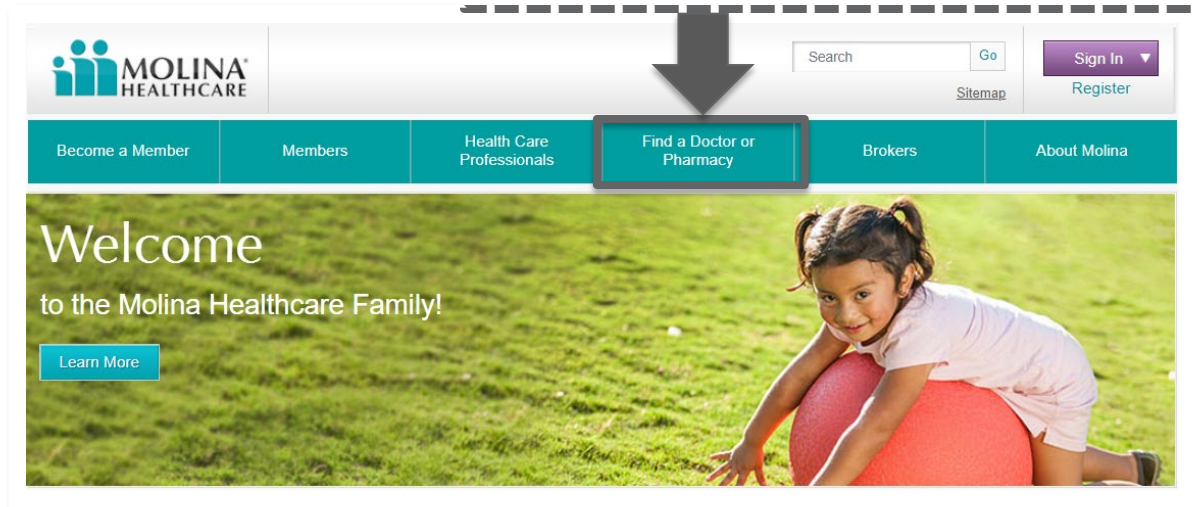 MOLINA®
HEALTHCARE
Search
Go
Sitemap
Sign In ▼
Register
Become a Member
Members
Health Care
Professionals
Find a Doctor or
Pharmacy
Brokers
About Molina
Welcome
to the Molina Healthcare Family!
Learn More